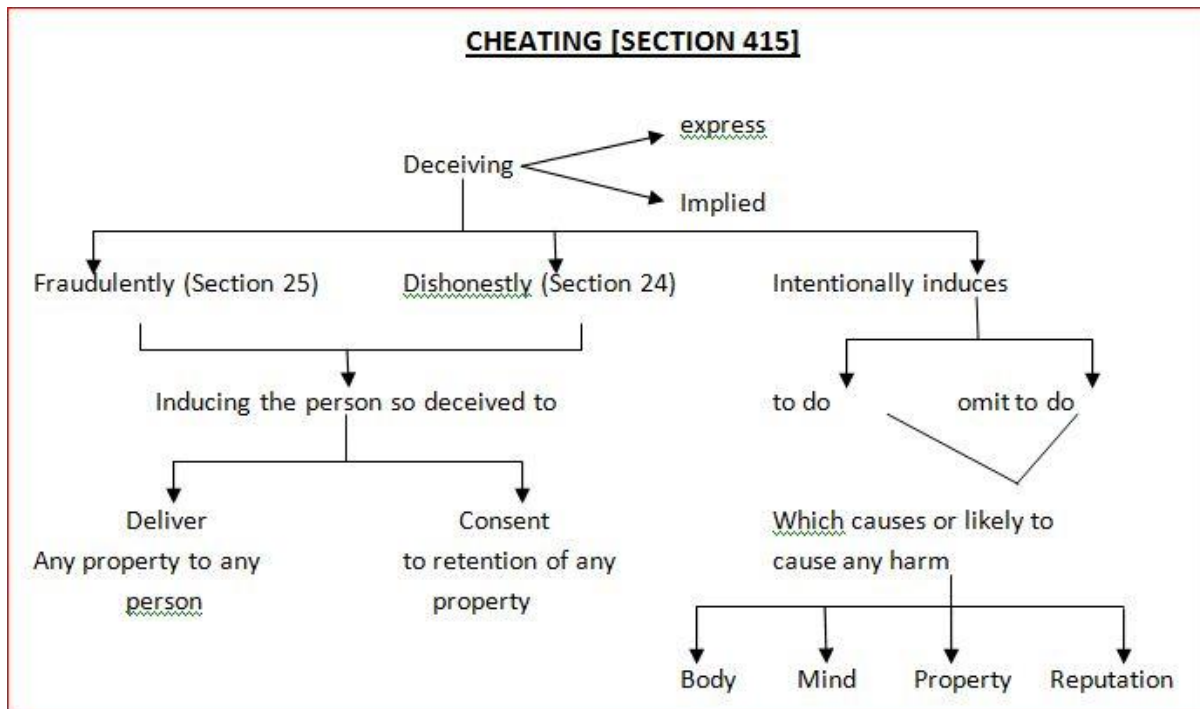 CHEATING [SECTION 415]
express
Deceiving
Implied
Fraudulently (Section 25)
Dishonestly (Section 24)
Intentionally induces
Inducing the person so deceived to
to do
omit to do
Deliver
Any property to any
person
Consent
to retention of any
property
Which causes or likely to
cause any harm
Body
Mind
Property
Reputation